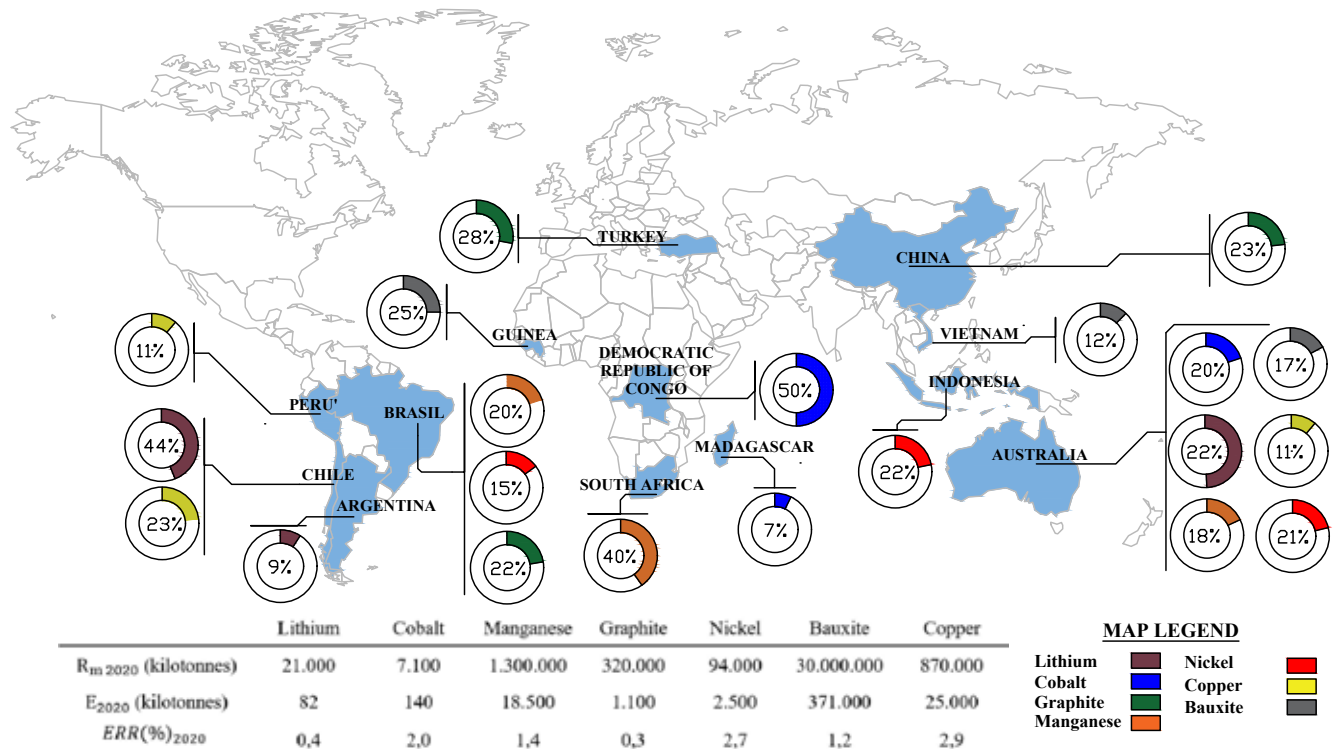 28%
TURKEY
CHINA
23%
25%
GUINEA
VIETNAM
12%
11%
PERU'
DEMOCRATIC
REPUBLIC OF
CONGO
50%
20%
17%
BRASIL
20%
INDONESIA
44%
CHILE
15%
MADAGASCAR
22%
AUSTRALIA
22%
11%
23%
ARGENTINA
SOUTH AFRICA
7%
18%
21%
9%
22%
40%
Lithium Cobalt Manganese Graphite Nickel Bauxite Copper
Rm 2020 (kilotonnes) 21.000 7.100 1.300.000 320.000 94.000 30.000.000 870.000
E2020 (kilotonnes) 82 140 18.500 1.100 2.500 371.000 25.000
ERR(%)2020 0,4 2,0 1,4 0,3 2,7 1,2 2,9
MAP LEGEND
Lithium Nickel
Cobalt Copper
Graphite Bauxite
Manganese